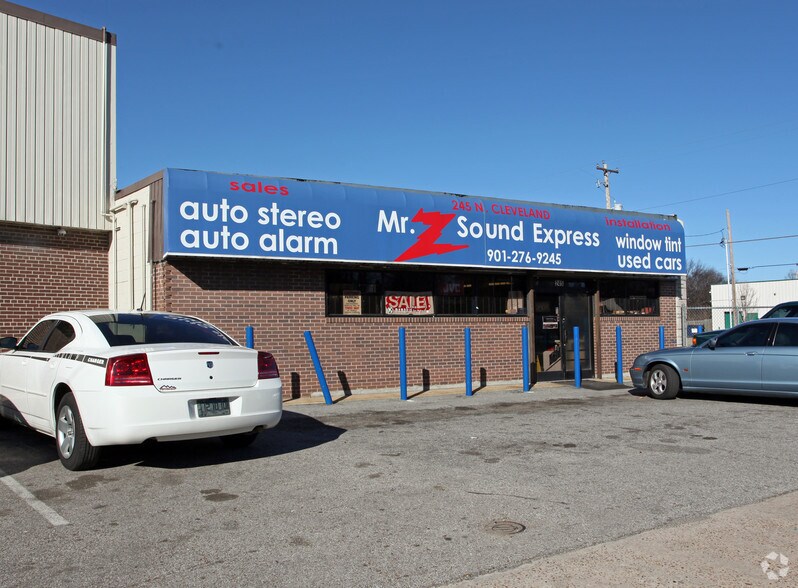 sales
auto stereo
auto alarm
245 N. CLEVELAND
Mr. Z Sound Express
901-276-9245
installation
window tint
used cars
SALE!
CHARGER